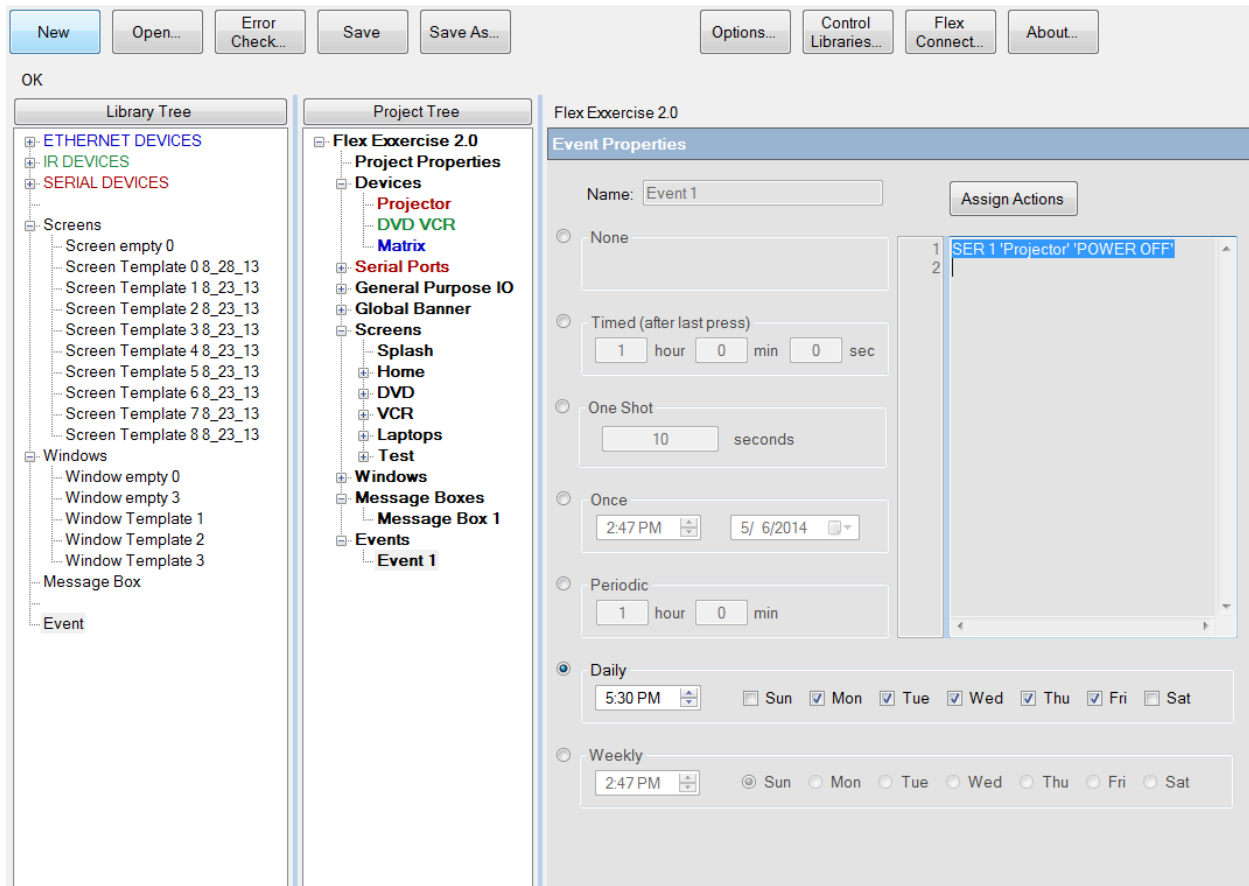 New
Open...
Error
Check...
Save
Save As...
Options...
Control
Libraries...
Flex
Connect...
About...
OK
Library Tree
ETHERNET DEVICES
IR DEVICES
SERIAL DEVICES
Screens
Screen empty 0
Screen Template 0 8_28_13
Screen Template 1 8_23_13
Screen Template 2 8_23_13
Screen Template 3 8_23_13
Screen Template 4 8_23_13
Screen Template 5 8_23_13
Screen Template 6 8_23_13
Screen Template 7 8_23_13
Screen Template 8 8_23_13
Windows
Window empty 0
Window empty 3
Window Template 1
Window Template 2
Window Template 3
Message Box
Event
Project Tree
Flex Exxercise 2.0
Project Properties
Devices
Projector
DVD VCR
Matrix
Serial Ports
General Purpose IO
Global Banner
Screens
Splash
Home
DVD
VCR
Laptops
Test
Windows
Message Boxes
Message Box 1
Events
Event 1
Flex Exxercise 2.0
Event Properties
Name: Event 1
Assign Actions
None
1 SER 1 'Projector' 'POWER OFF'
2
Timed (after last press)
1 hour 0 min 0 sec
One Shot
10 seconds
Once
2:47 PM 5/ 6/2014
Periodic
1 hour 0 min
Daily
5:30 PM Sun Mon Tue Wed Thu Fri Sat
Weekly
2:47 PM Sun Mon Tue Wed Thu Fri Sat